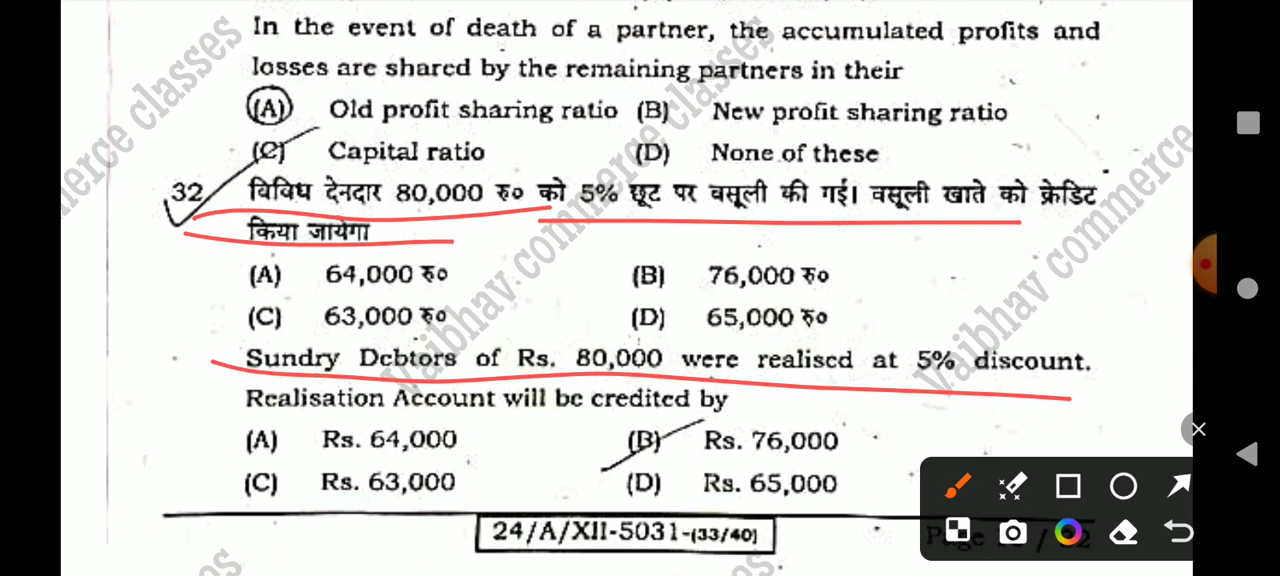 In the event of death of a partner, the accumulated profits and
losses are shared by the remaining partners in their
(A) Old profit sharing ratio (B) New profit sharing ratio
(C) Capital ratio (D) None of these
32 विविध देनदार 80,000 रु० को 5% छूट पर वसूली की गई। वसूली खाते को क्रेडिट
किया जायेगा
(A) 64,000 रु० (B) 76,000 रु०
(C) 63,000 रु० (D) 65,000 रु०
Sundry Debtors of Rs. 80,000 were realised at 5% discount.
Realisation Account will be credited by
(A) Rs. 64,000 (B) Rs. 76,000
(C) Rs. 63,000 (D) Rs. 65,000
24/A/XII-5031-(33/40)
Page / 32
Vaibhav commerce classes
Vaibhav commerce
merce classes